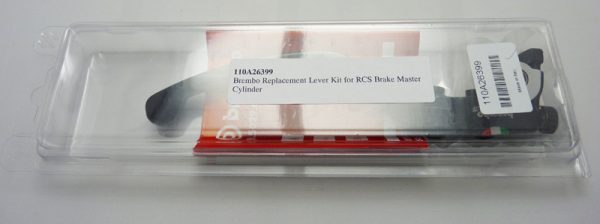 110A26399
Brembo Replacement Lever Kit for RCS Brake Master
Cylinder
110A26399